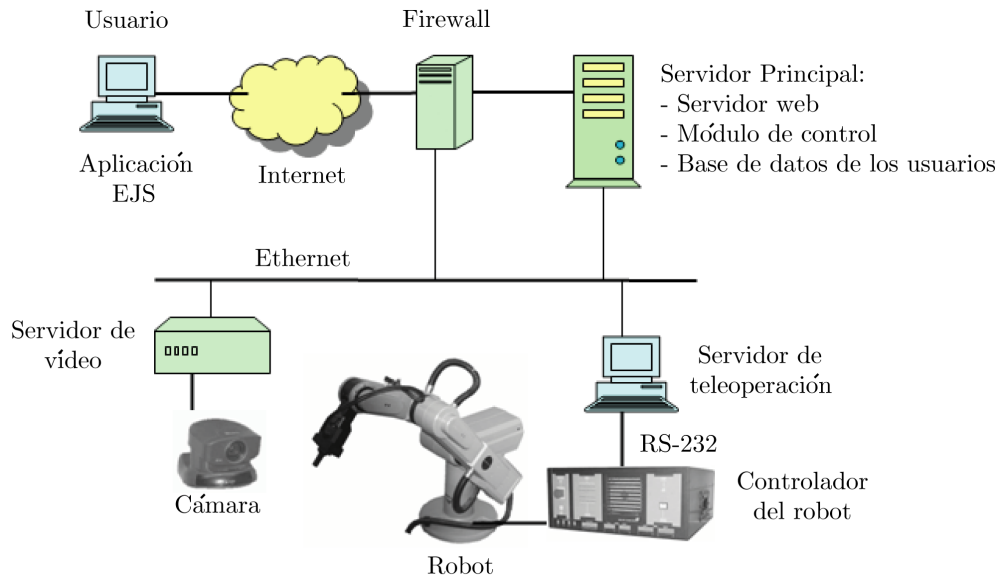 Usuario
Firewall
Servidor Principal:
- Servidor web
- Módulo de control
- Base de datos de los usuarios
Aplicación
EJS
Internet
Ethernet
Servidor de
vídeo
Servidor de
teleoperación
RS-232
Cámara
Controlador
del robot
Robot